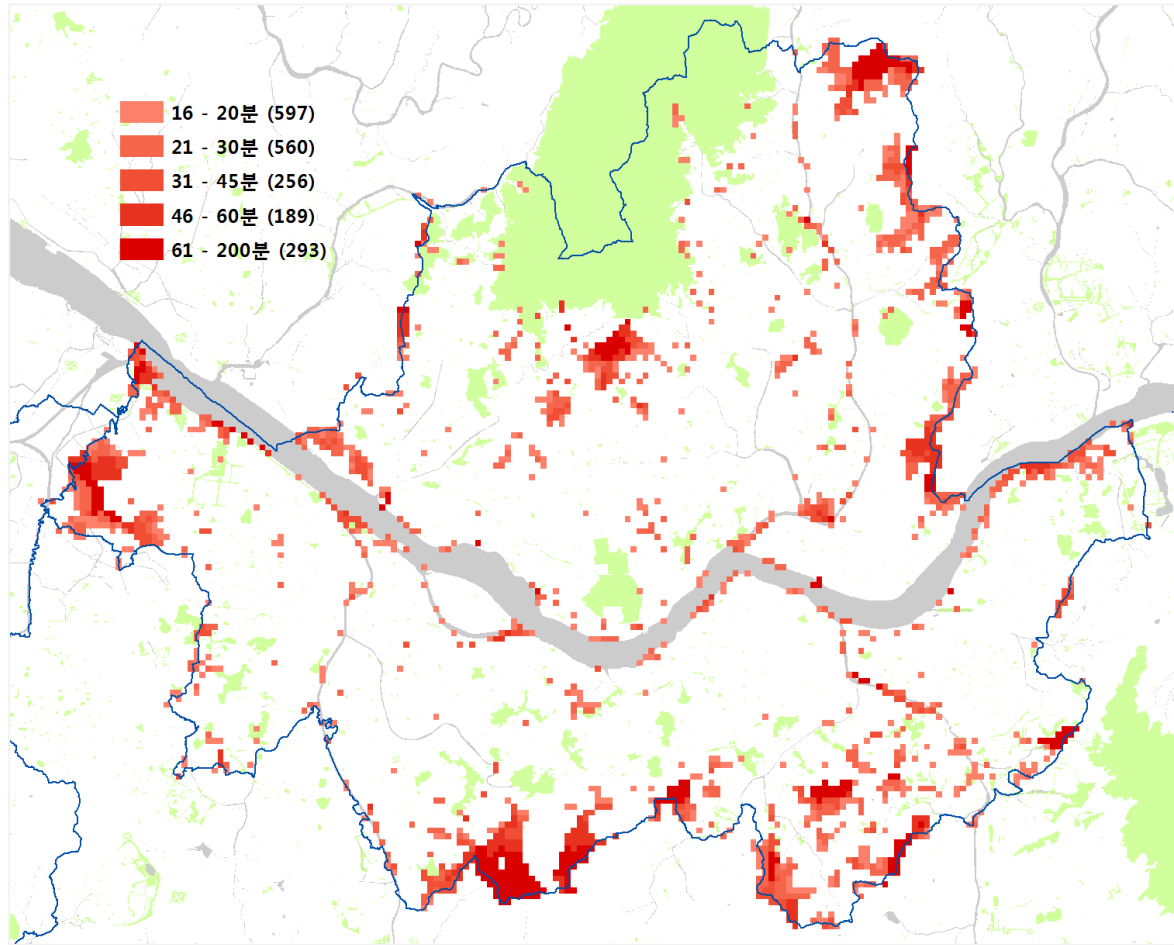 16 - 20분 (597)
21 - 30분 (560)
31 - 45분 (256)
46 - 60분 (189)
61 - 200분 (293)